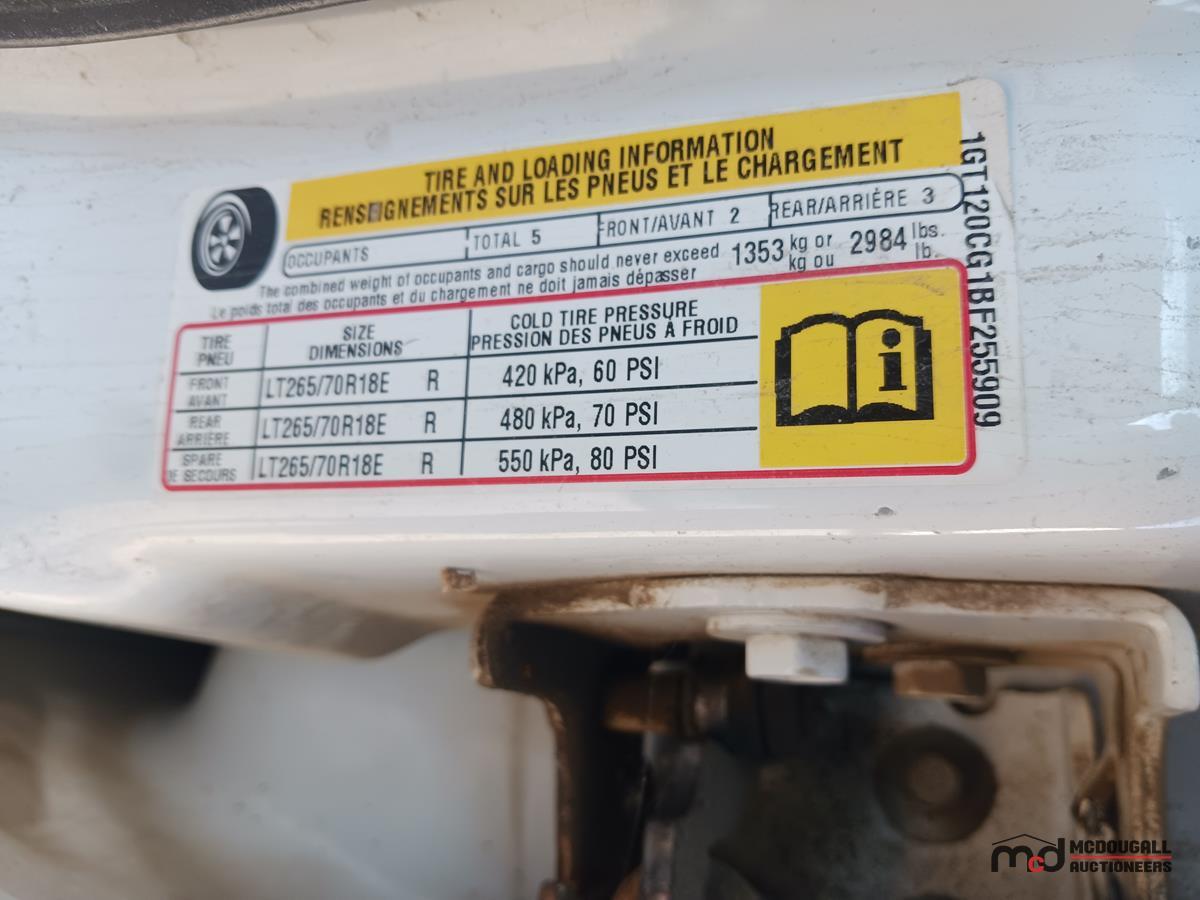 TIRE AND LOADING INFORMATION
RENSEIGNEMENTS SUR LES PNEUS ET LE CHARGEMENT
OCCUPANTS TOTAL 5 FRONT/AVANT 2 REAR/ARRIÈRE 3
The combined weight of occupants and cargo should never exceed 1353 kg or 2984 lbs.
Le poids total des occupants et du chargement ne doit jamais dépasser kg ou lb.
TIRE SIZE COLD TIRE PRESSURE
PNEU DIMENSIONS PRESSION DES PNEUS À FROID
FRONT
AVANT LT265/70R18E R 420 kPa, 60 PSI
REAR
ARRIÈRE LT265/70R18E R 480 kPa, 70 PSI
SPARE
DE SECOURS LT265/70R18E R 550 kPa, 80 PSI
i
1GT120CG1BF255909
mcd MCDOUGALL
AUCTIONEERS